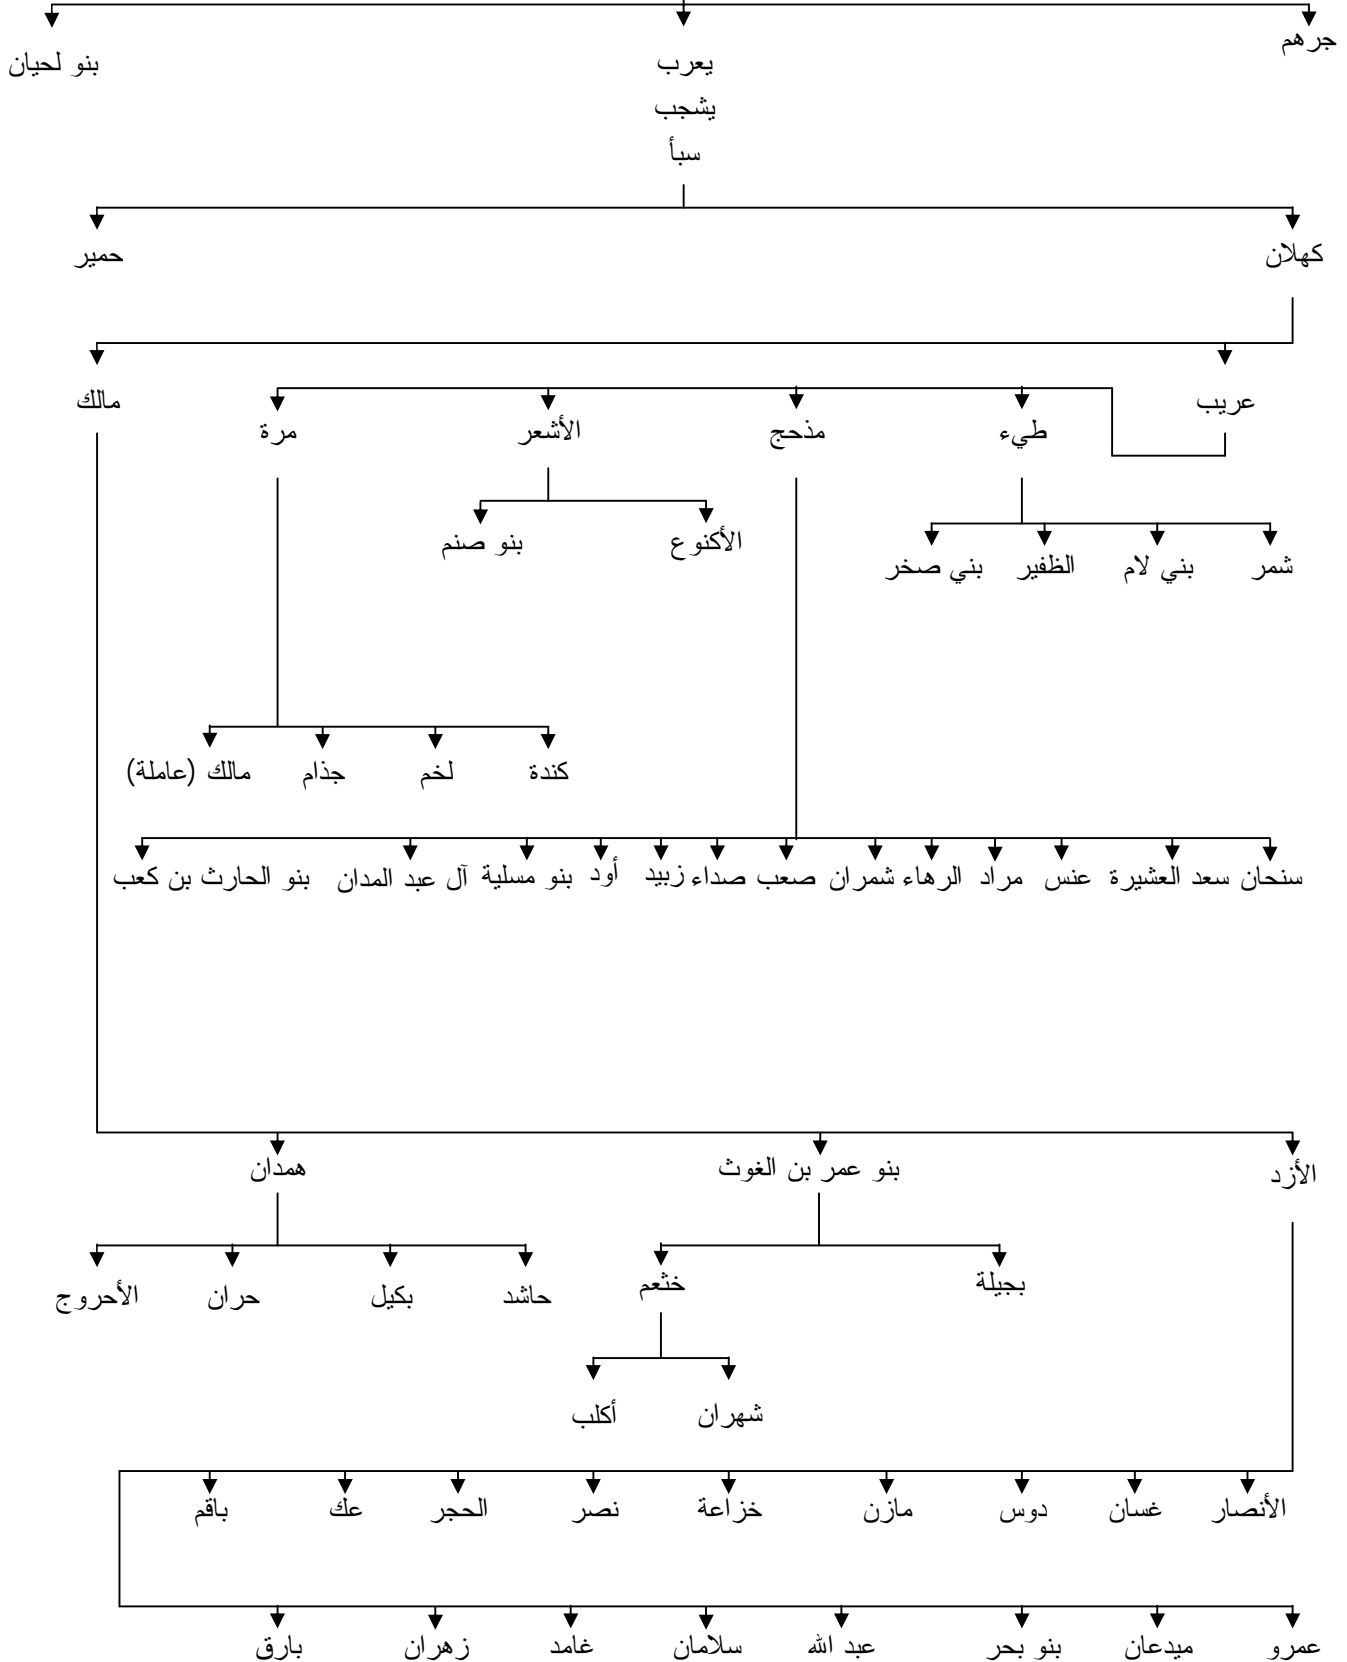 جرهم
بنو لحيان
يعرب
يشجب
سبأ
كهلان
حمير
عريب
مالك
طيء
مذحج
الأشعر
مرة
شمر
بني لام
الظفير
بني صخر
الأكنوع
بنو صنم
كندة
لخم
جذام
مالك (عاملة)
سنحان سعد العشيرة عنس مراد الرهاء شمران صعب صداء زبيد أود بنو مسلية آل عبد المدان بنو الحارث بن كعب
الأزد
بنو عمر بن الغوث
همدان
بجيلة
خثعم
حاشد
بكيل
حران
الأحروج
شهران
أكلب
الأنصار غسان دوس مازن خزاعة نصر الحجر عك باقم
عمرو ميدعان بنو بحر عبد الله سلامان غامد زهران بارق